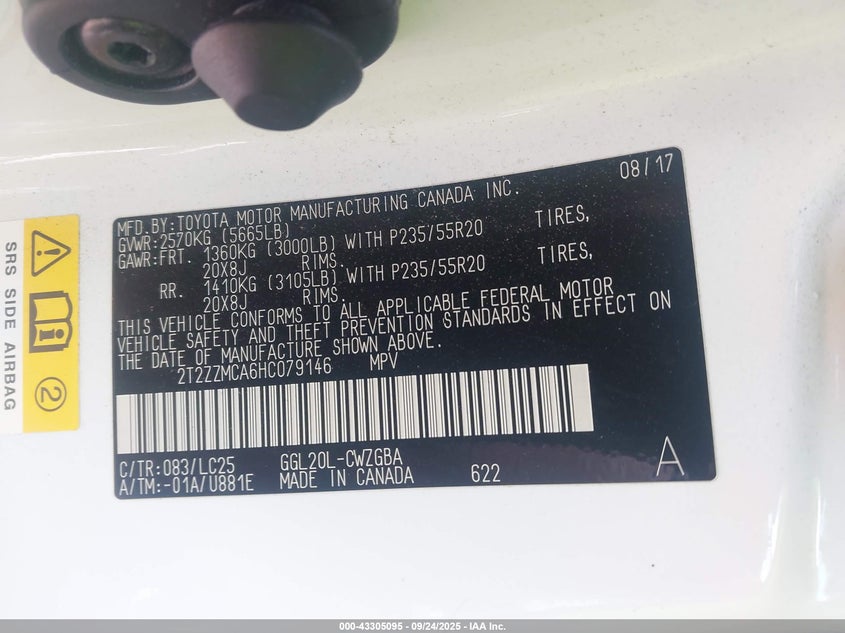 08/17
MFD.BY:TOYOTA MOTOR MANUFACTURING CANADA INC.
GVWR:2570KG (5665LB)
GAWR:FRT. 1360KG (3000LB) WITH P235/55R20 TIRES,
20X8J RIMS.
RR. 1410KG (3105LB) WITH P235/55R20 TIRES,
20X8J RIMS.
THIS VEHICLE CONFORMS TO ALL APPLICABLE FEDERAL MOTOR
VEHICLE SAFETY AND THEFT PREVENTION STANDARDS IN EFFECT ON
THE DATE OF MANUFACTURE SHOWN ABOVE.
2T2ZZMCA6HC079146 MPV
C/TR:083/LC25 GGL20L-CWZGBA
A/TM:-01A/U881E MADE IN CANADA 622 A
SRS SIDE AIRBAG
2
000-43305095 - 09/24/2025 - IAA Inc.